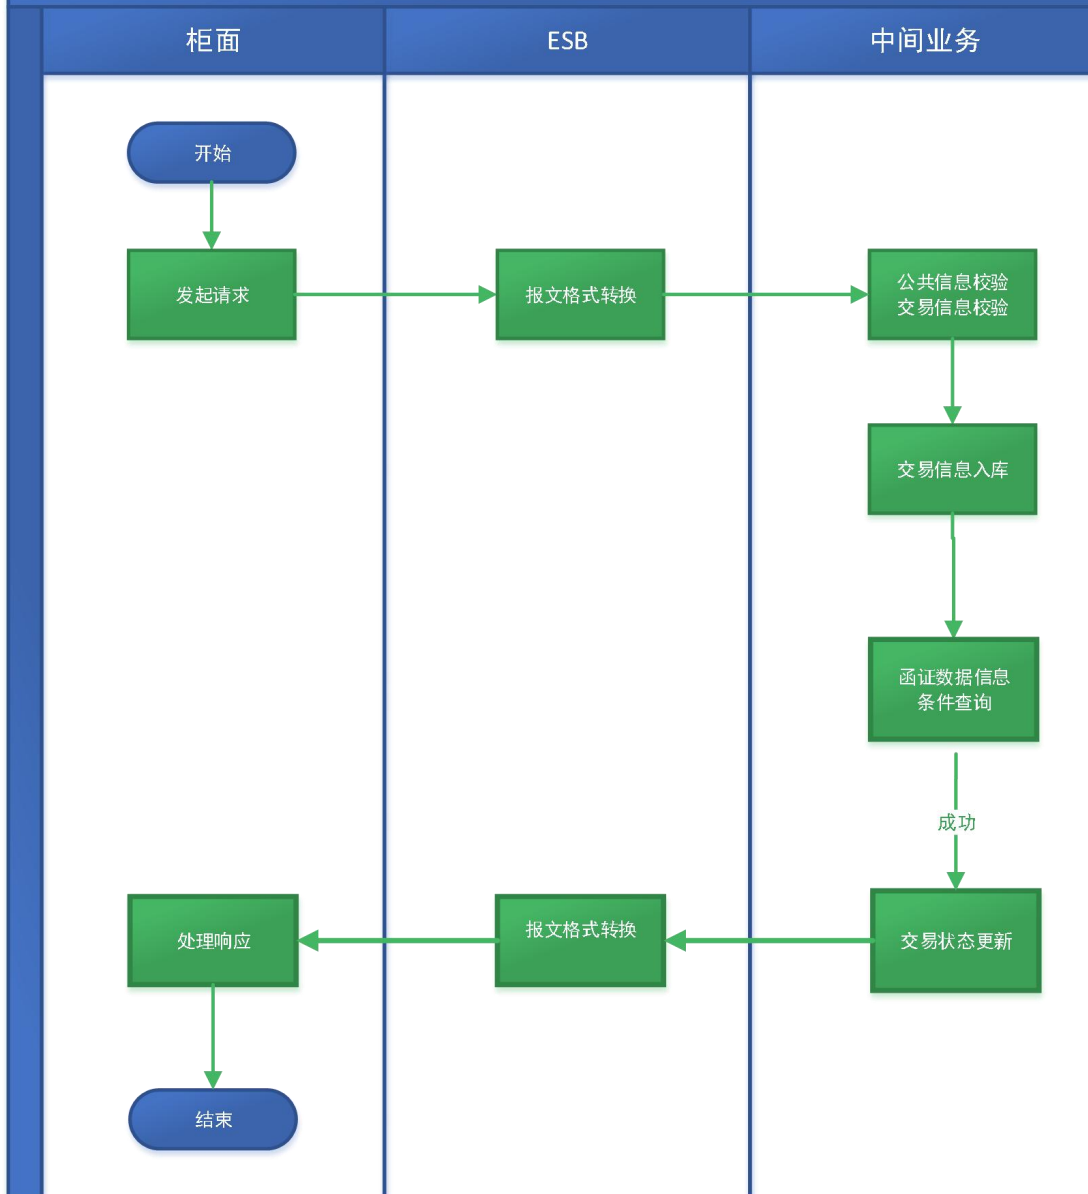 柜面
ESB
中间业务
开始
发起请求
报文格式转换
公共信息校验
交易信息校验
交易信息入库
函证数据信息
条件查询
成功
处理响应
报文格式转换
交易状态更新
结束